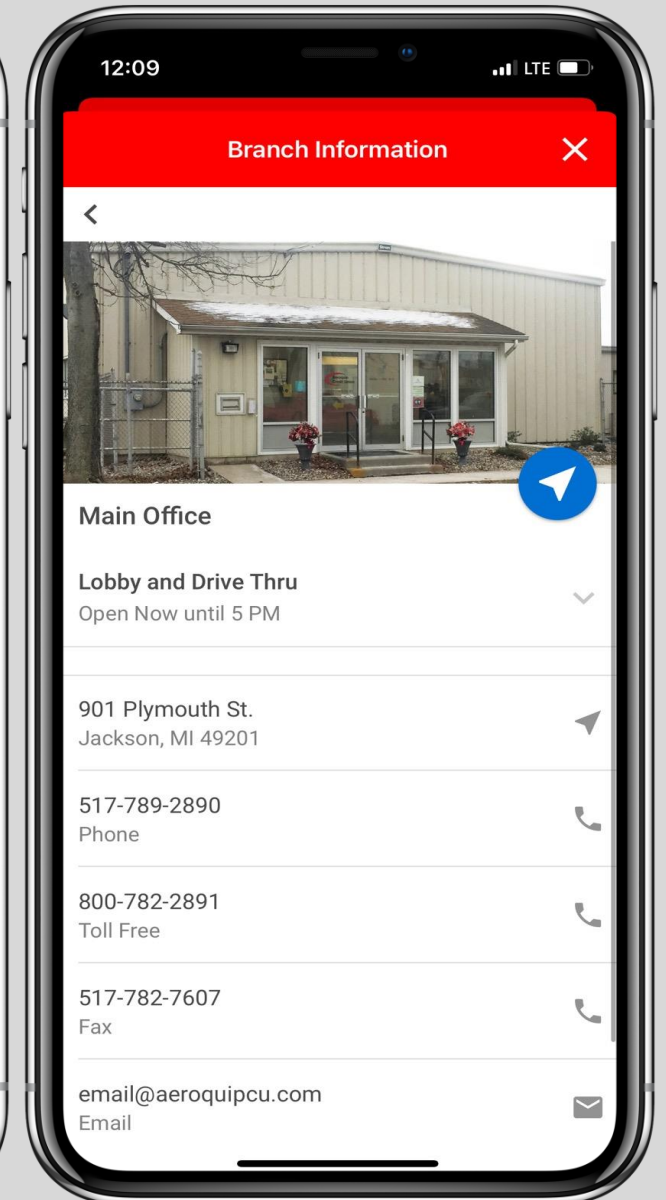 12:09
LTE
Branch Information
Main Office
Lobby and Drive Thru
Open Now until 5 PM
901 Plymouth St.
Jackson, MI 49201
517-789-2890
Phone
800-782-2891
Toll Free
517-782-7607
Fax
email@aeroquipcu.com
Email